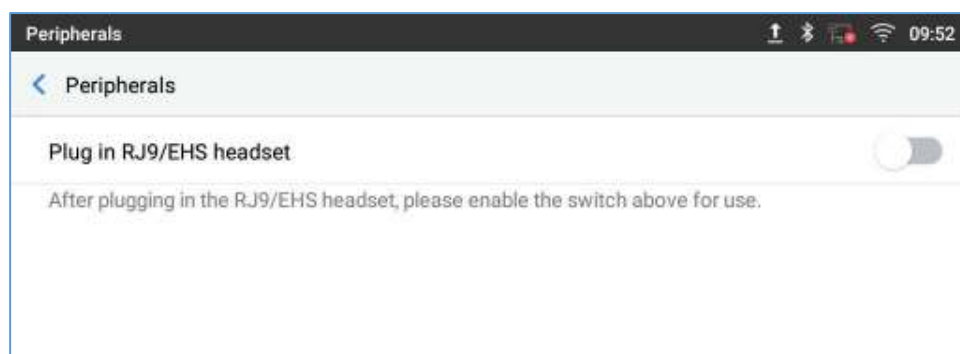 Peripherals 09:52
Peripherals
Plug in RJ9/EHS headset
After plugging in the RJ9/EHS headset, please enable the switch above for use.